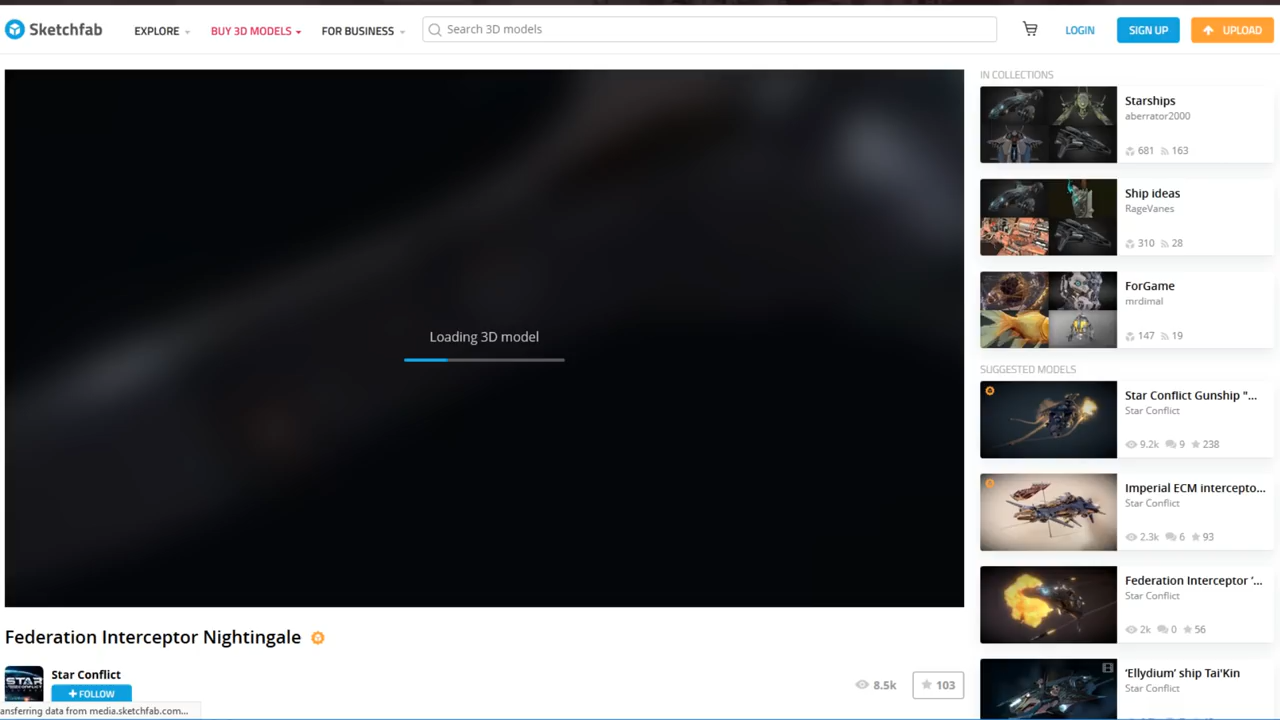 Sketchfab
EXPLORE
BUY 3D MODELS
FOR BUSINESS
Search 3D models
LOGIN
SIGN UP
UPLOAD
Loading 3D model
Federation Interceptor Nightingale
STAR
Star Conflict
+ FOLLOW
8.5k
103
ansferring data from media.sketchfab.com...
IN COLLECTIONS
Starships
aberrator2000
681 163
Ship ideas
RageVanes
310 28
ForGame
mrdimal
147 19
SUGGESTED MODELS
Star Conflict Gunship "...
Star Conflict
9.2k 9 238
Imperial ECM intercepto...
Star Conflict
2.3k 6 93
Federation Interceptor ‘...
Star Conflict
2k 0 56
‘Ellydium’ ship Tai'Kin
Star Conflict